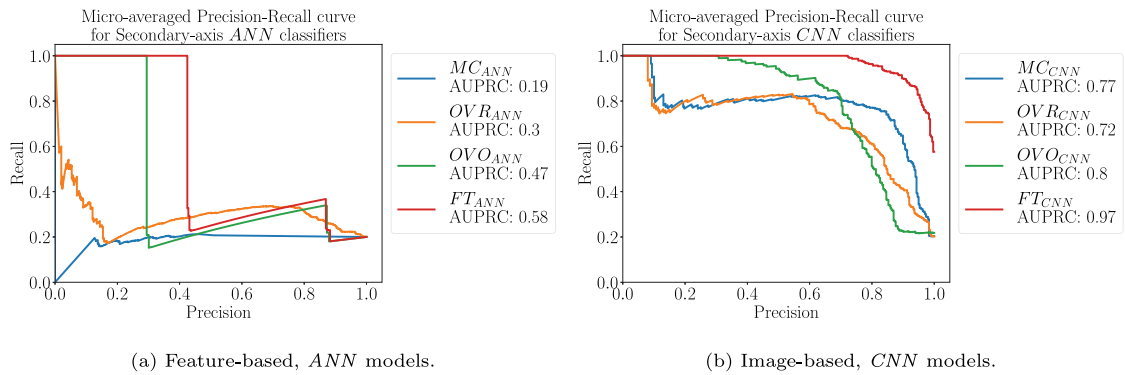 Micro-averaged Precision-Recall curve
for Secondary-axis ANN classifiers
1.0
0.8
0.6
0.4
0.2
0.0
Recall
0.0 0.2 0.4 0.6 0.8 1.0
Precision
MC_ANN
AUPRC: 0.19
OVR_ANN
AUPRC: 0.3
OVO_ANN
AUPRC: 0.47
FT_ANN
AUPRC: 0.58
(a) Feature-based, ANN models.
Micro-averaged Precision-Recall curve
for Secondary-axis CNN classifiers
1.0
0.8
0.6
0.4
0.2
0.0
Recall
0.0 0.2 0.4 0.6 0.8 1.0
Precision
MC_CNN
AUPRC: 0.77
OVR_CNN
AUPRC: 0.72
OVO_CNN
AUPRC: 0.8
FT_CNN
AUPRC: 0.97
(b) Image-based, CNN models.